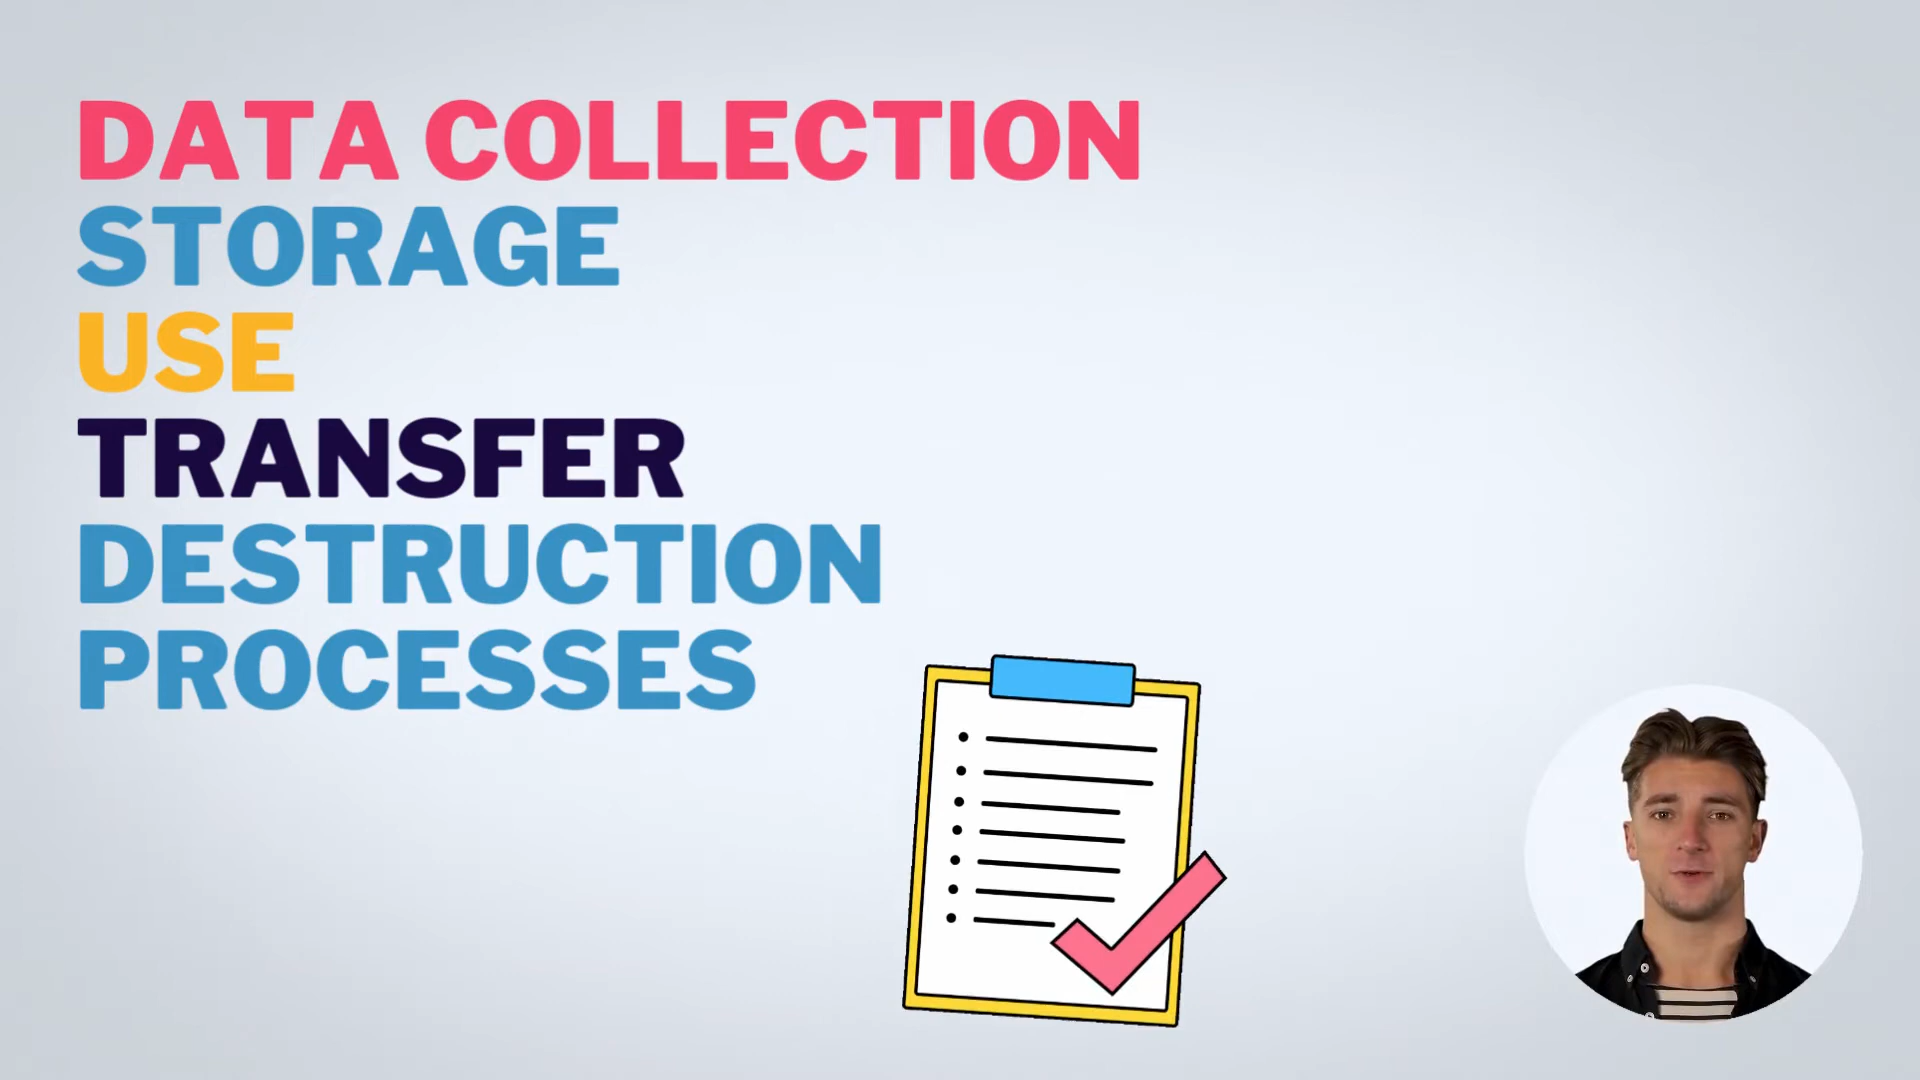 DATA COLLECTION
STORAGE
USE
TRANSFER
DESTRUCTION
PROCESSES